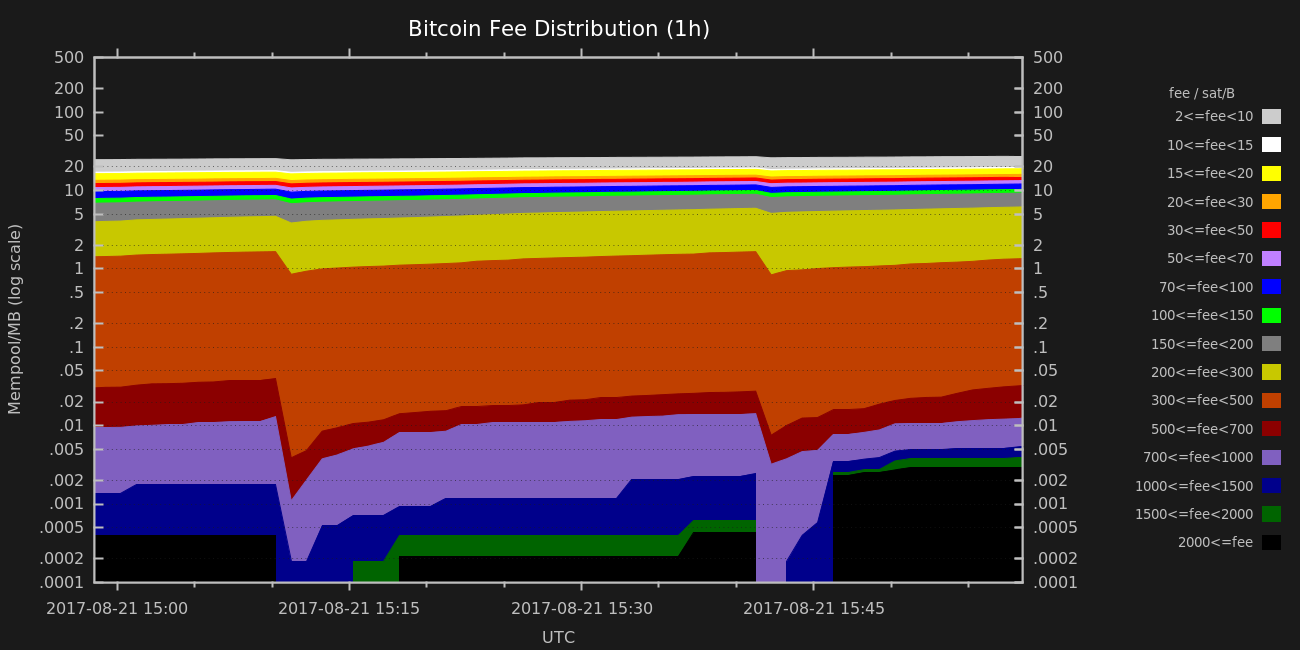 Bitcoin Fee Distribution (1h)
500
200
100
50
20
10
5
2
1
.5
.2
.1
.05
.02
.01
.005
.002
.001
.0005
.0002
.0001
Mempool/MB (log scale)
500
200
100
50
20
10
5
2
1
.5
.2
.1
.05
.02
.01
.005
.002
.001
.0005
.0002
.0001
2017-08-21 15:00
2017-08-21 15:15
2017-08-21 15:30
2017-08-21 15:45
UTC
fee / sat/B
2<=fee<10
10<=fee<15
15<=fee<20
20<=fee<30
30<=fee<50
50<=fee<70
70<=fee<100
100<=fee<150
150<=fee<200
200<=fee<300
300<=fee<500
500<=fee<700
700<=fee<1000
1000<=fee<1500
1500<=fee<2000
2000<=fee